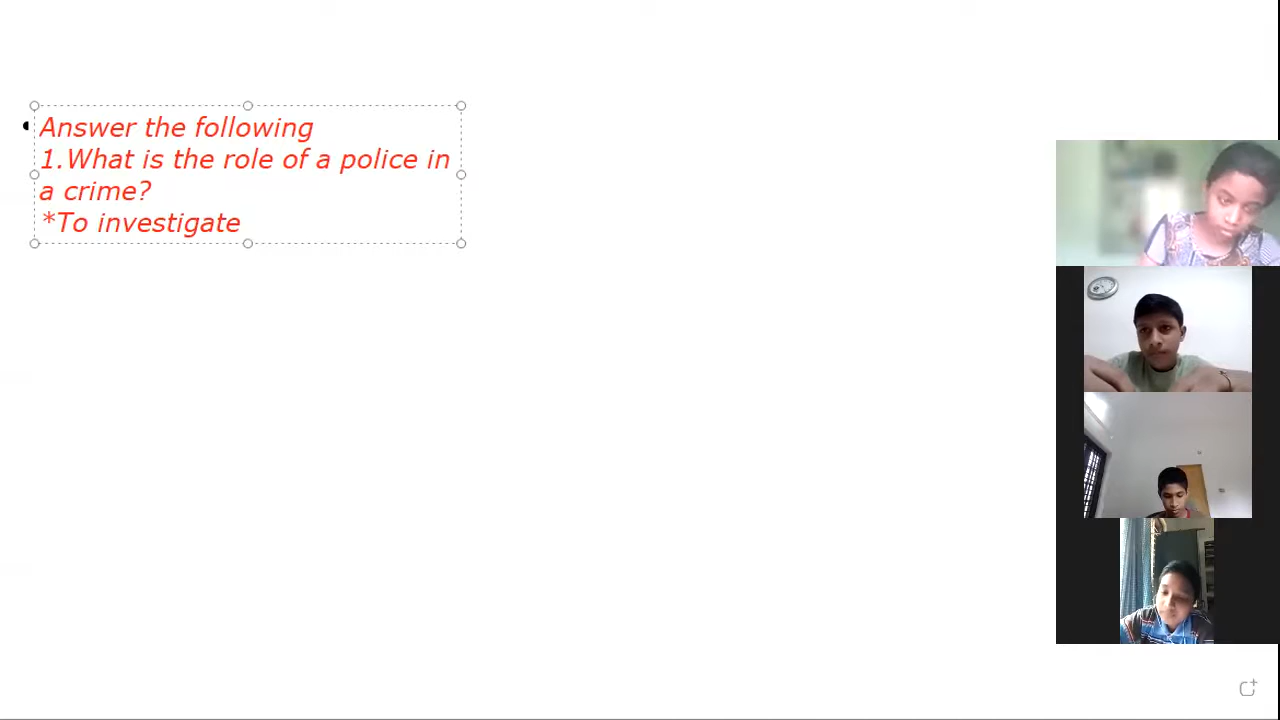 Answer the following
1.What is the role of a police in
a crime?
*To investigate